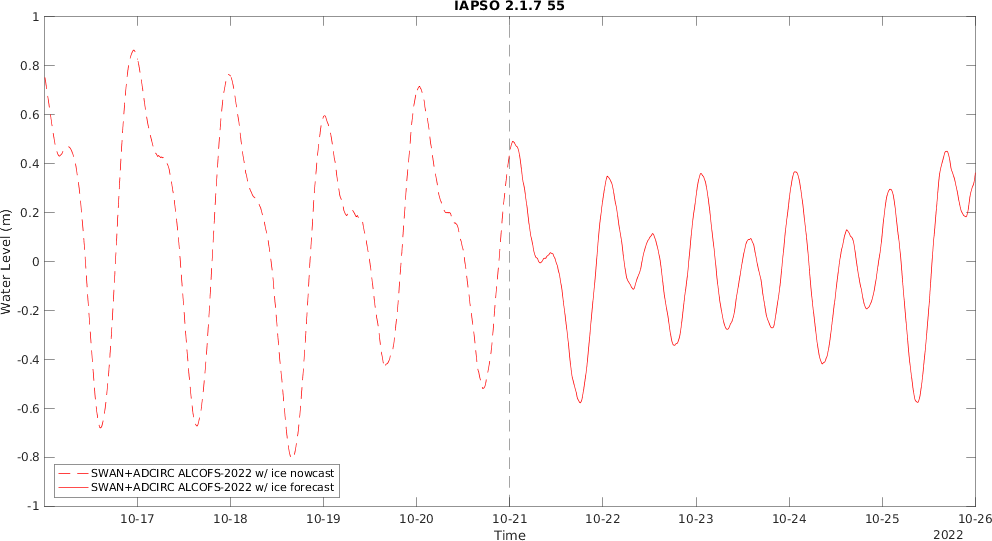 IAPSO 2.1.7 55
1
0.8
0.6
0.4
0.2
0
-0.2
-0.4
-0.6
-0.8
-1
Water Level (m)
SWAN+ADCIRC ALCOFS-2022 w/ ice nowcast
SWAN+ADCIRC ALCOFS-2022 w/ ice forecast
10-17 10-18 10-19 10-20 10-21 10-22 10-23 10-24 10-25 10-26
Time
2022